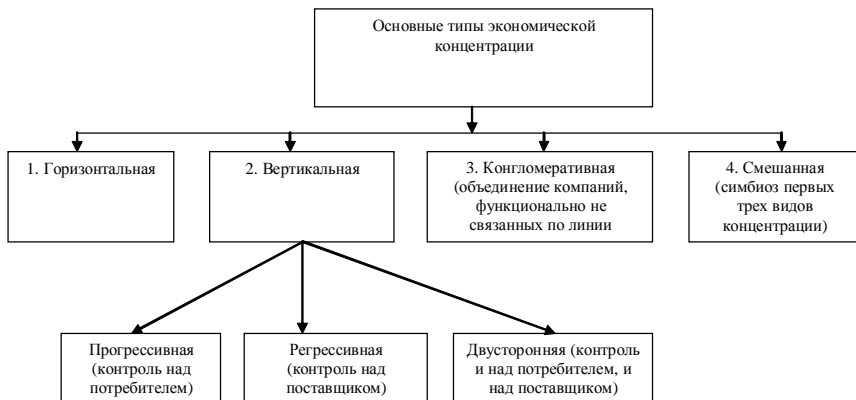 Основные типы экономической
концентрации
1. Горизонтальная
2. Вертикальная
3. Конгломеративная
(объединение компаний,
функционально не
связанных по линии
4. Смешанная
(симбиоз первых
трех видов
концентрации)
Прогрессивная
(контроль над
потребителем)
Регрессивная
(контроль над
поставщиком)
Двусторонняя (контроль
и над потребителем, и
над поставщиком)